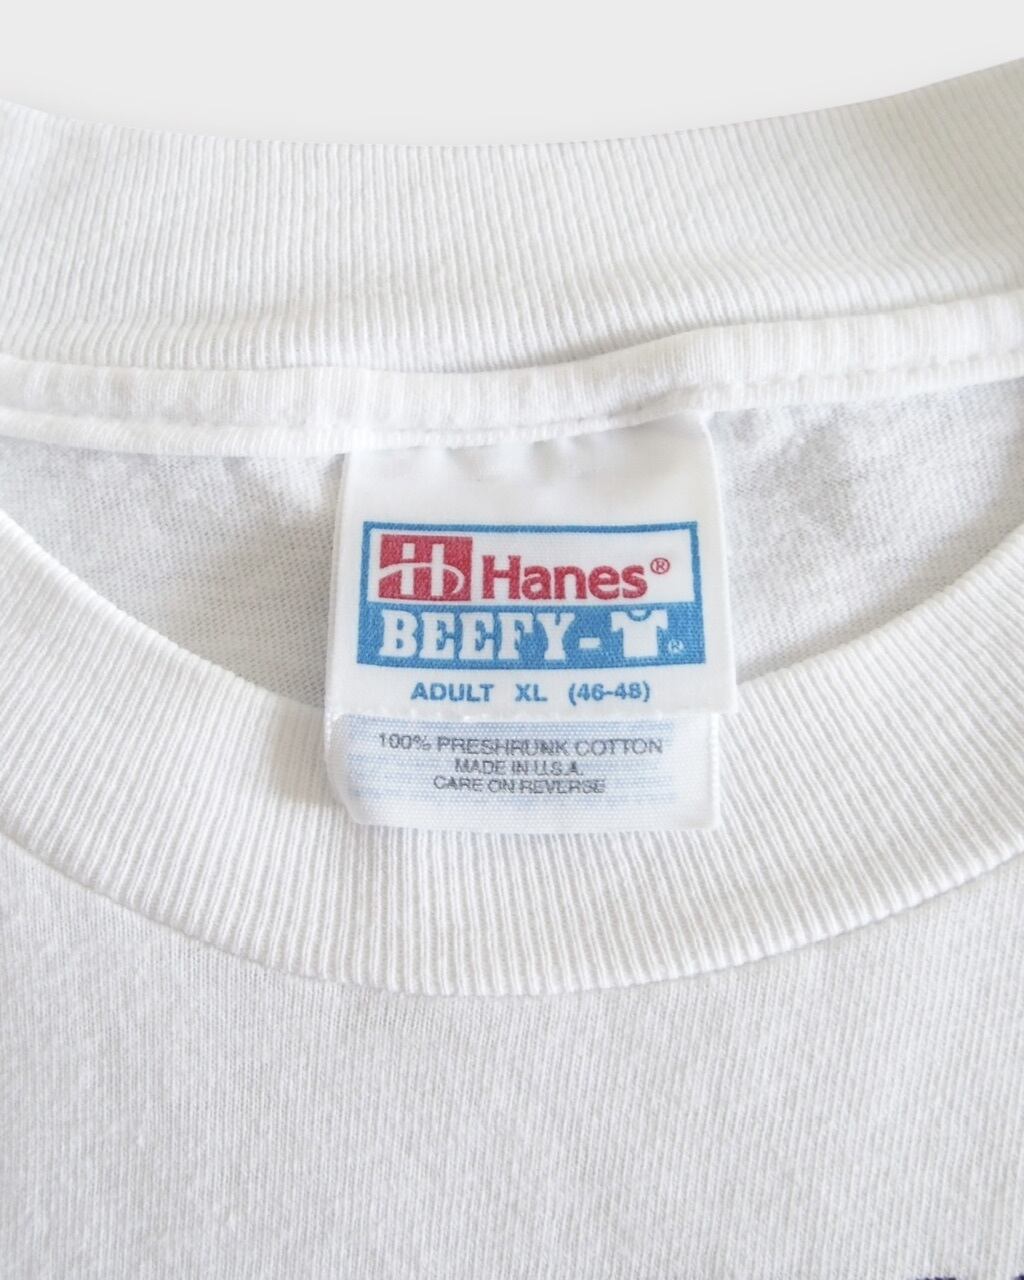 Hanes®
BEEFY-T®
ADULT XL (46-48)
100% PRESHRUNK COTTON
MADE IN U.S.A.
CARE ON REVERSE